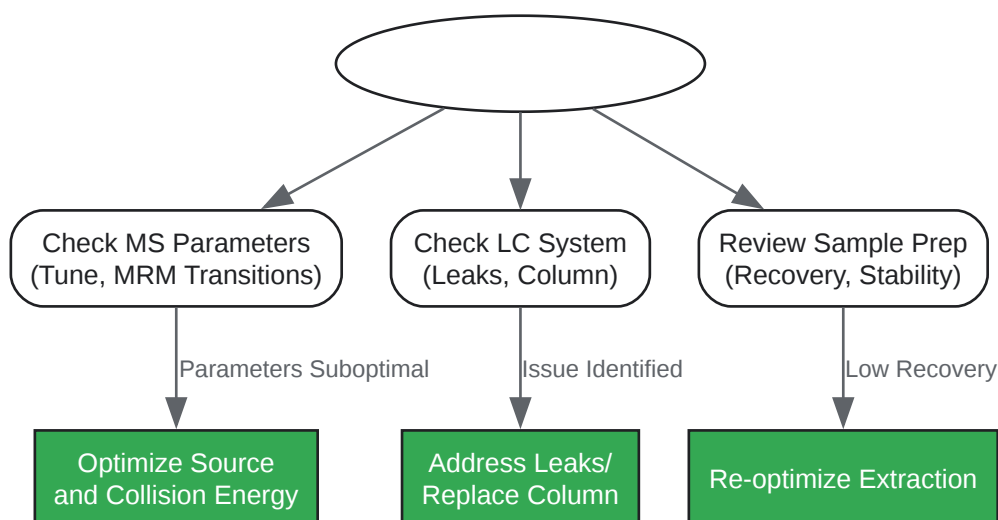 Check MS Parameters
(Tune, MRM Transitions)
Check LC System
(Leaks, Column)
Review Sample Prep
(Recovery, Stability)
Parameters Suboptimal
Issue Identified
Low Recovery
Optimize Source
and Collision Energy
Address Leaks/
Replace Column
Re-optimize Extraction